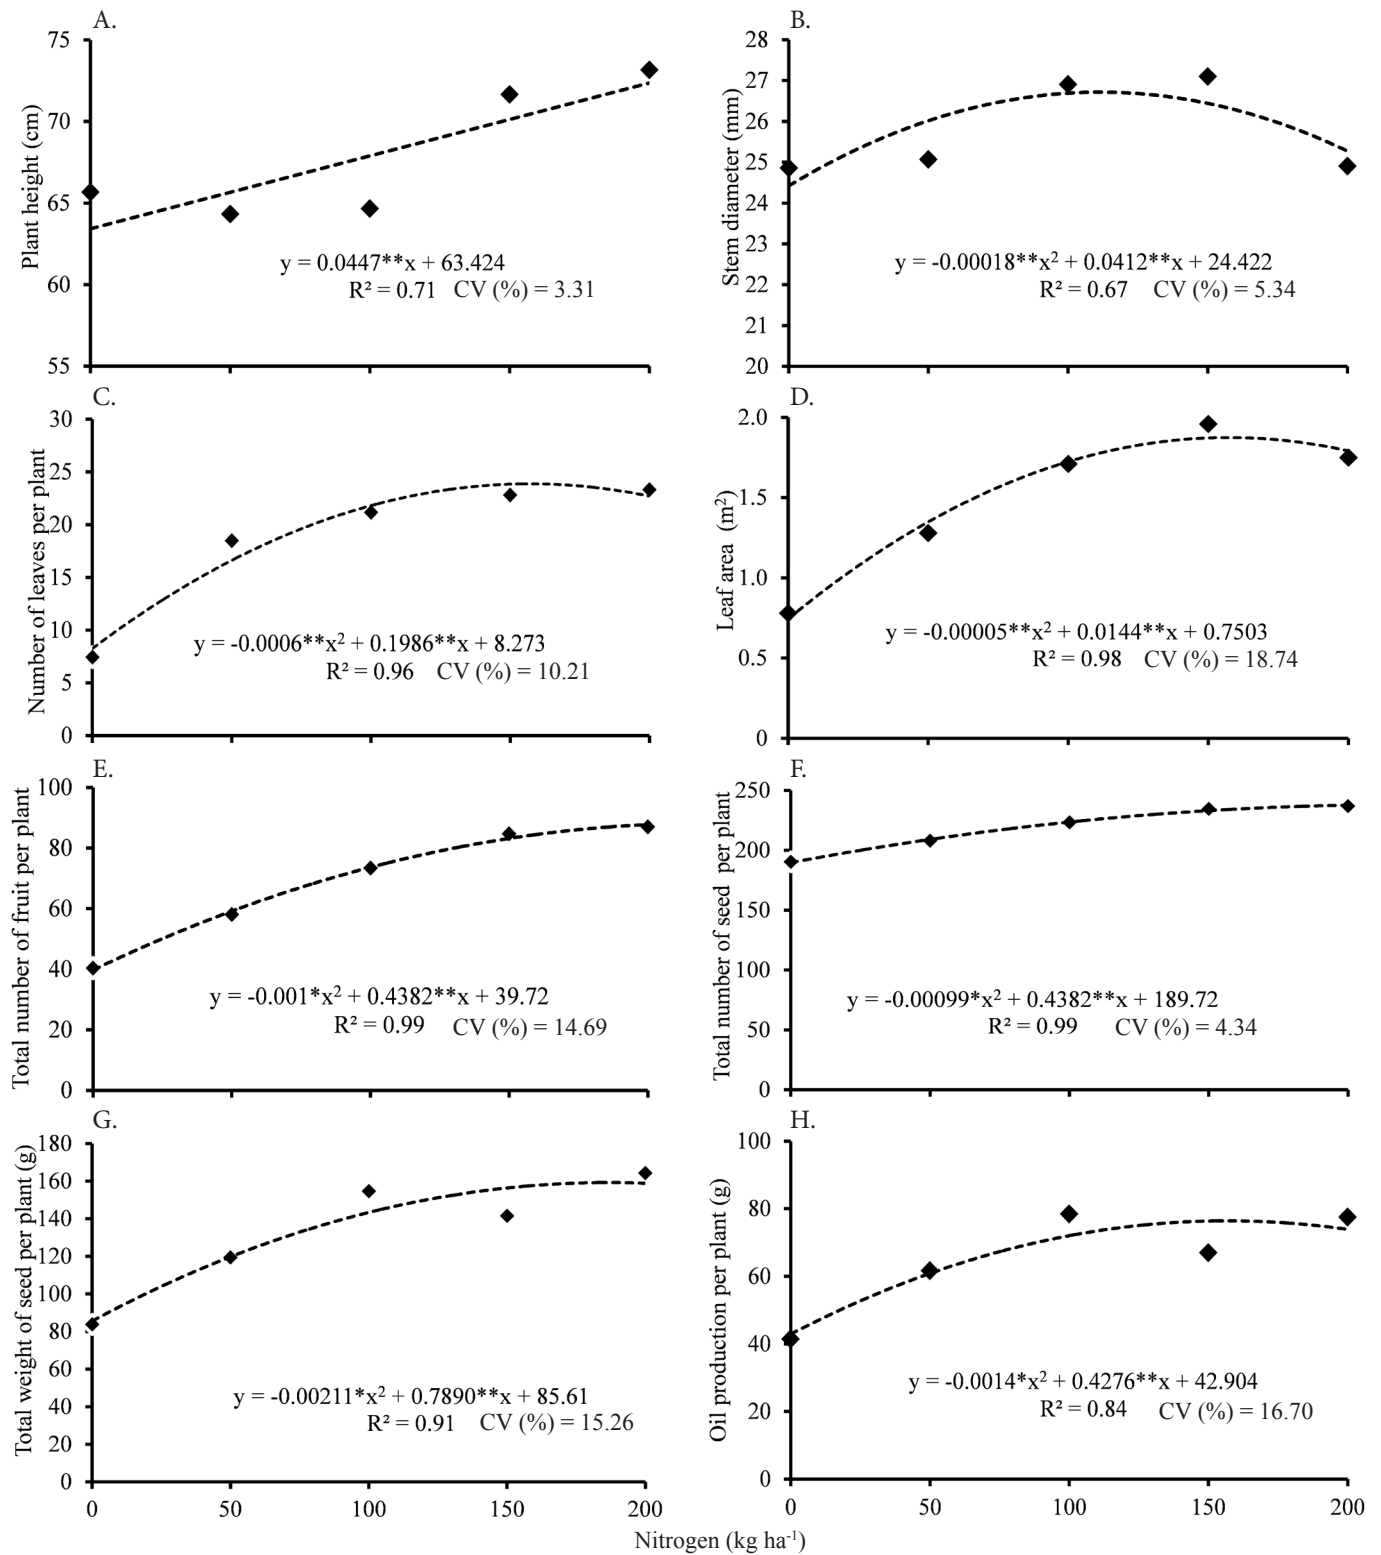 A.
Plant height (cm)
75
70
65
60
55
y = 0.0447**x + 63.424
R² = 0.71 CV (%) = 3.31
B.
Stem diameter (mm)
28
27
26
25
24
23
22
21
20
y = -0.00018**x² + 0.0412**x + 24.422
R² = 0.67 CV (%) = 5.34
C.
Number of leaves per plant
30
25
20
15
10
5
0
y = -0.0006**x² + 0.1986**x + 8.273
R² = 0.96 CV (%) = 10.21
D.
Leaf area (m²)
2.0
1.5
1.0
0.5
0
y = -0.00005**x² + 0.0144**x + 0.7503
R² = 0.98 CV (%) = 18.74
E.
Total number of fruit per plant
100
80
60
40
20
0
y = -0.001*x² + 0.4382**x + 39.72
R² = 0.99 CV (%) = 14.69
F.
Total number of seed per plant
250
200
150
100
50
0
y = -0.00099*x² + 0.4382**x + 189.72
R² = 0.99 CV (%) = 4.34
G.
Total weight of seed per plant (g)
180
160
140
120
100
80
60
40
20
0
y = -0.00211*x² + 0.7890**x + 85.61
R² = 0.91 CV (%) = 15.26
0 50 100 150 200
H.
Oil production per plant (g)
100
80
60
40
20
0
y = -0.0014*x² + 0.4276**x + 42.904
R² = 0.84 CV (%) = 16.70
0 50 100 150 200
Nitrogen (kg ha⁻¹)